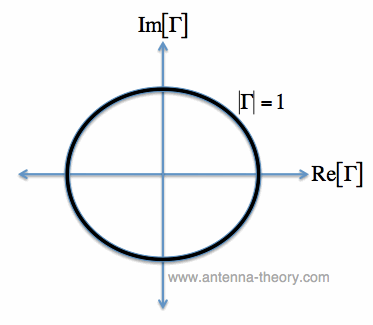 Im[Γ]
|Γ| = 1
Re[Γ]
www.antenna-theory.com